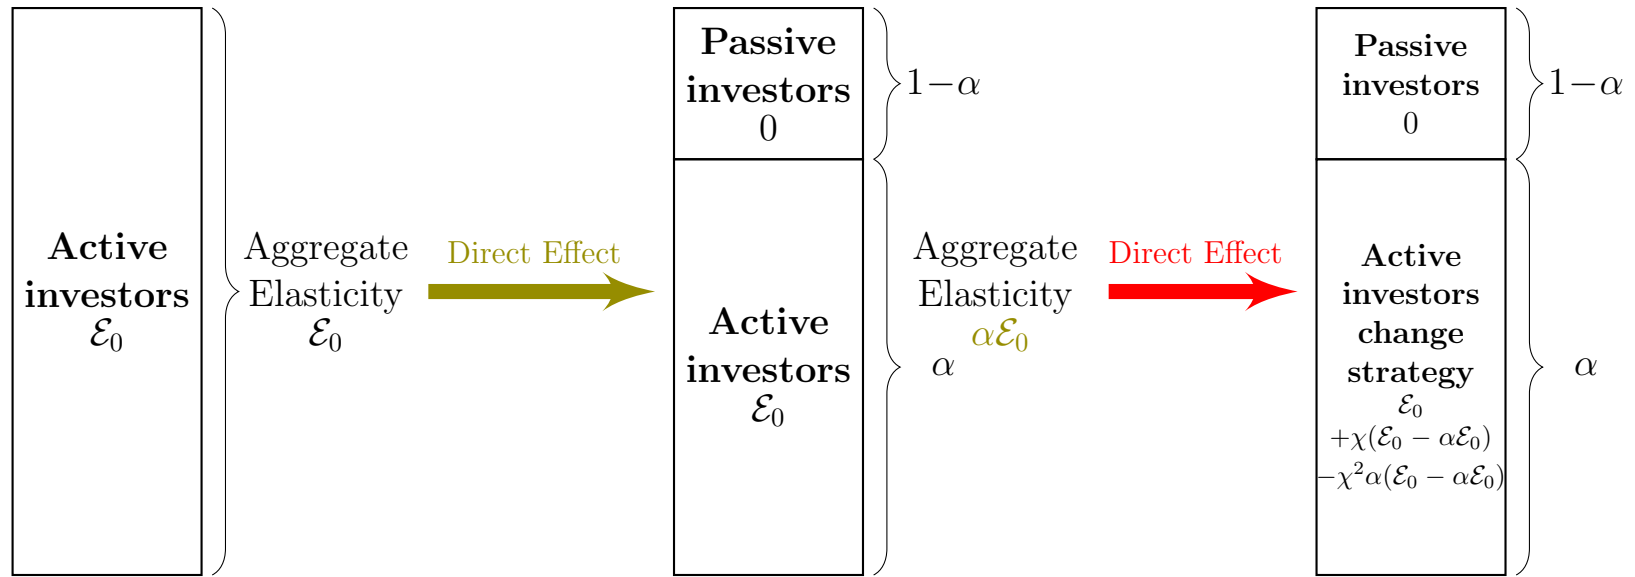 Active
investors
ℰ₀
Aggregate
Elasticity
ℰ₀
Direct Effect
Passive
investors
0
1−α
Active
investors
ℰ₀
α
Aggregate
Elasticity
αℰ₀
Direct Effect
Passive
investors
0
1−α
Active
investors
change
strategy
ℰ₀
+χ(ℰ₀ − αℰ₀)
−χ²α(ℰ₀ − αℰ₀)
α